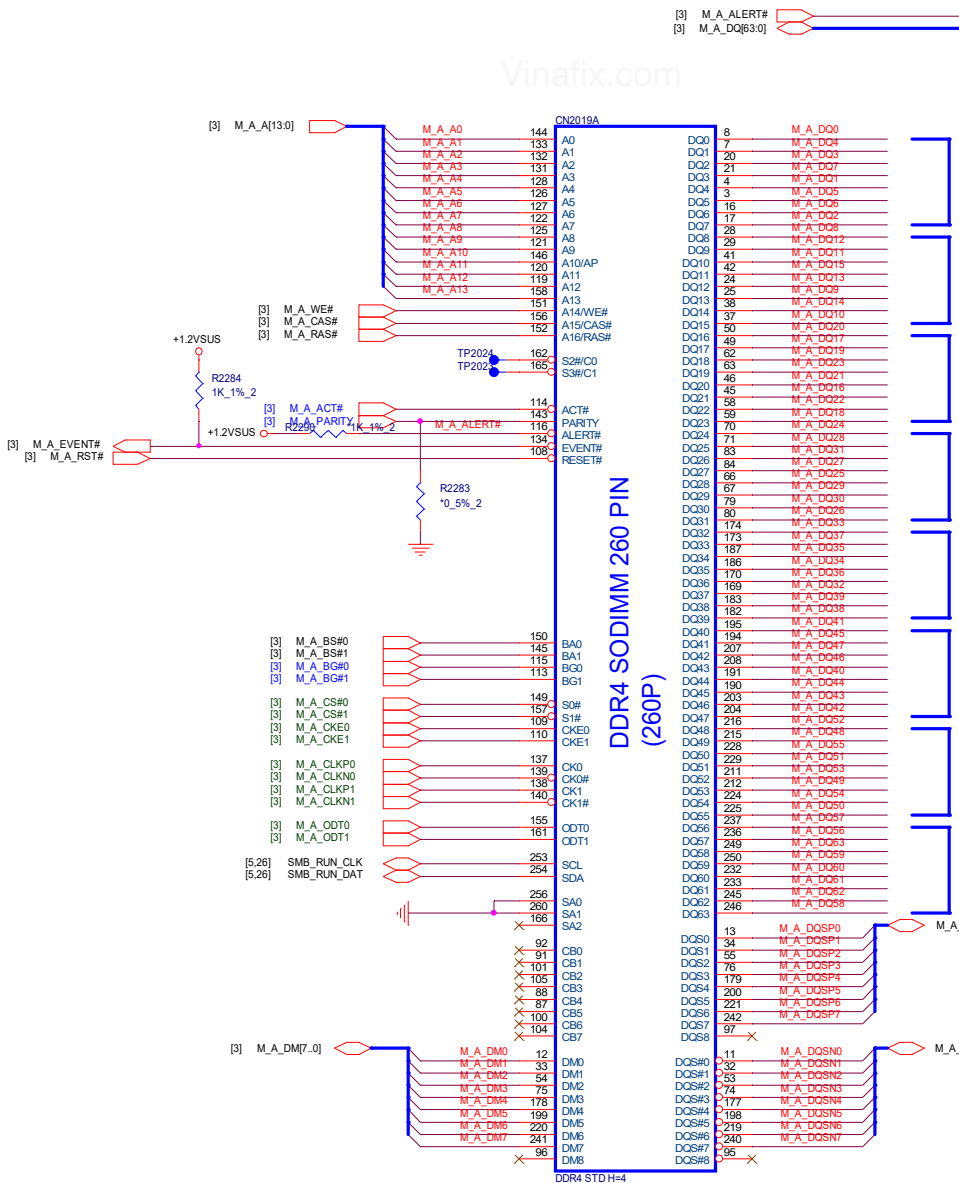 [3] M_A_ALERT#
[3] M_A_DQ[63:0]
Vinafix.com
CN2019A
[3] M_A_A[13:0]
M_A_A0 144 A0 DQ0 8 M_A_DQ0
M_A_A1 133 A1 DQ1 7 M_A_DQ4
M_A_A2 132 A2 DQ2 20 M_A_DQ3
M_A_A3 131 A3 DQ3 21 M_A_DQ7
M_A_A4 128 A4 DQ4 4 M_A_DQ1
M_A_A5 126 A5 DQ5 3 M_A_DQ5
M_A_A6 127 A6 DQ6 16 M_A_DQ6
M_A_A7 122 A7 DQ7 17 M_A_DQ2
M_A_A8 125 A8 DQ8 28 M_A_DQ8
M_A_A9 121 A9 DQ9 29 M_A_DQ12
M_A_A10 146 A10/AP DQ10 41 M_A_DQ11
M_A_A11 120 A11 DQ11 42 M_A_DQ15
M_A_A12 119 A12 DQ12 24 M_A_DQ13
M_A_A13 158 A13 DQ13 25 M_A_DQ9
[3] M_A_WE# 151 A14/WE# DQ14 38 M_A_DQ14
[3] M_A_CAS# 156 A15/CAS# DQ15 37 M_A_DQ10
[3] M_A_RAS# 152 A16/RAS# DQ16 50 M_A_DQ20
DQ17 49 M_A_DQ17
TP2024 162 S2#/C0 DQ18 62 M_A_DQ19
TP2023 165 S3#/C1 DQ19 63 M_A_DQ23
DQ20 46 M_A_DQ21
DQ21 45 M_A_DQ16
DQ22 58 M_A_DQ22
DQ23 59 M_A_DQ18
+1.2VSUS
R2284
1K_1%_2
[3] M_A_ACT# 114 ACT#
[3] M_A_PARITY 143 PARITY
+1.2VSUS R2290 1K_1%_2 M_A_ALERT# 116 ALERT#
[3] M_A_EVENT# 134 EVENT#
[3] M_A_RST# 108 RESET#
R2283
*0_5%_2
DQ24 70 M_A_DQ24
DQ25 71 M_A_DQ28
DQ26 83 M_A_DQ31
DQ27 84 M_A_DQ27
DQ28 66 M_A_DQ25
DQ29 67 M_A_DQ29
DQ30 79 M_A_DQ30
DQ31 80 M_A_DQ26
DQ32 174 M_A_DQ33
DQ33 173 M_A_DQ37
DQ34 187 M_A_DQ35
DQ35 186 M_A_DQ34
DQ36 170 M_A_DQ36
DQ37 169 M_A_DQ32
DQ38 183 M_A_DQ39
DQ39 182 M_A_DQ38
DQ40 195 M_A_DQ41
DQ41 194 M_A_DQ45
DQ42 207 M_A_DQ47
DQ43 208 M_A_DQ46
DQ44 191 M_A_DQ40
DQ45 190 M_A_DQ44
DQ46 203 M_A_DQ43
DQ47 204 M_A_DQ42
DQ48 216 M_A_DQ52
DQ49 215 M_A_DQ48
DQ50 228 M_A_DQ55
DQ51 229 M_A_DQ51
DQ52 211 M_A_DQ53
DQ53 212 M_A_DQ49
DQ54 224 M_A_DQ54
DQ55 225 M_A_DQ50
DQ56 237 M_A_DQ57
DQ57 236 M_A_DQ56
DQ58 249 M_A_DQ63
DQ59 250 M_A_DQ59
DQ60 232 M_A_DQ60
DQ61 233 M_A_DQ61
DQ62 245 M_A_DQ62
DQ63 246 M_A_DQ58
DDR4 SODIMM 260 PIN
(260P)
[3] M_A_BS#0 150 BA0
[3] M_A_BS#1 145 BA1
[3] M_A_BG#0 115 BG0
[3] M_A_BG#1 113 BG1
[3] M_A_CS#0 149 S0#
[3] M_A_CS#1 157 S1#
[3] M_A_CKE0 109 CKE0
[3] M_A_CKE1 110 CKE1
[3] M_A_CLKP0 137 CK0
[3] M_A_CLKN0 139 CK0#
[3] M_A_CLKP1 138 CK1
[3] M_A_CLKN1 140 CK1#
[3] M_A_ODT0 155 ODT0
[3] M_A_ODT1 161 ODT1
[5,26] SMB_RUN_CLK 253 SCL
[5,26] SMB_RUN_DAT 254 SDA
256 SA0
260 SA1
166 SA2
92 CB0
91 CB1
101 CB2
105 CB3
88 CB4
87 CB5
100 CB6
104 CB7
DQS0 13 M_A_DQSP0 M_A_
DQS1 34 M_A_DQSP1
DQS2 55 M_A_DQSP2
DQS3 76 M_A_DQSP3
DQS4 179 M_A_DQSP4
DQS5 200 M_A_DQSP5
DQS6 221 M_A_DQSP6
DQS7 242 M_A_DQSP7
DQS8 97
[3] M_A_DM[7..0] M_A_
M_A_DM0 12 DM0 DQS#0 11 M_A_DQSN0
M_A_DM1 33 DM1 DQS#1 32 M_A_DQSN1
M_A_DM2 54 DM2 DQS#2 53 M_A_DQSN2
M_A_DM3 75 DM3 DQS#3 74 M_A_DQSN3
M_A_DM4 178 DM4 DQS#4 177 M_A_DQSN4
M_A_DM5 199 DM5 DQS#5 198 M_A_DQSN5
M_A_DM6 220 DM6 DQS#6 219 M_A_DQSN6
M_A_DM7 241 DM7 DQS#7 240 M_A_DQSN7
96 DM8 DQS#8 95
DDR4 STD H=4